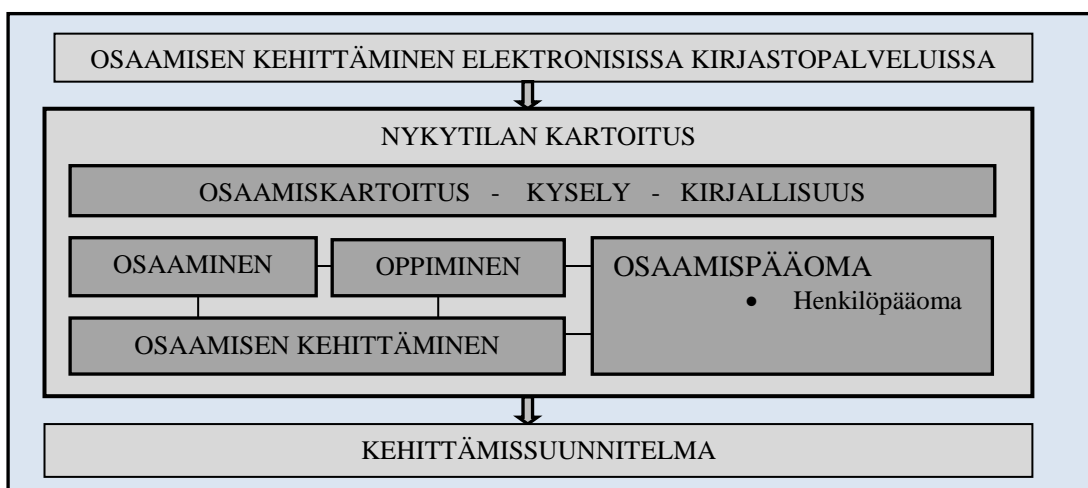 OSAAMISEN KEHITTÄMINEN ELEKTRONISISSA KIRJASTOPALVELUISSA
NYKYTILAN KARTOITUS
OSAAMISKARTOITUS - KYSELY - KIRJALLISUUS
OSAAMINEN
OPPIMINEN
OSAAMISPÄÄOMA
• Henkilöpääoma
OSAAMISEN KEHITTÄMINEN
KEHITTÄMISSUUNNITELMA